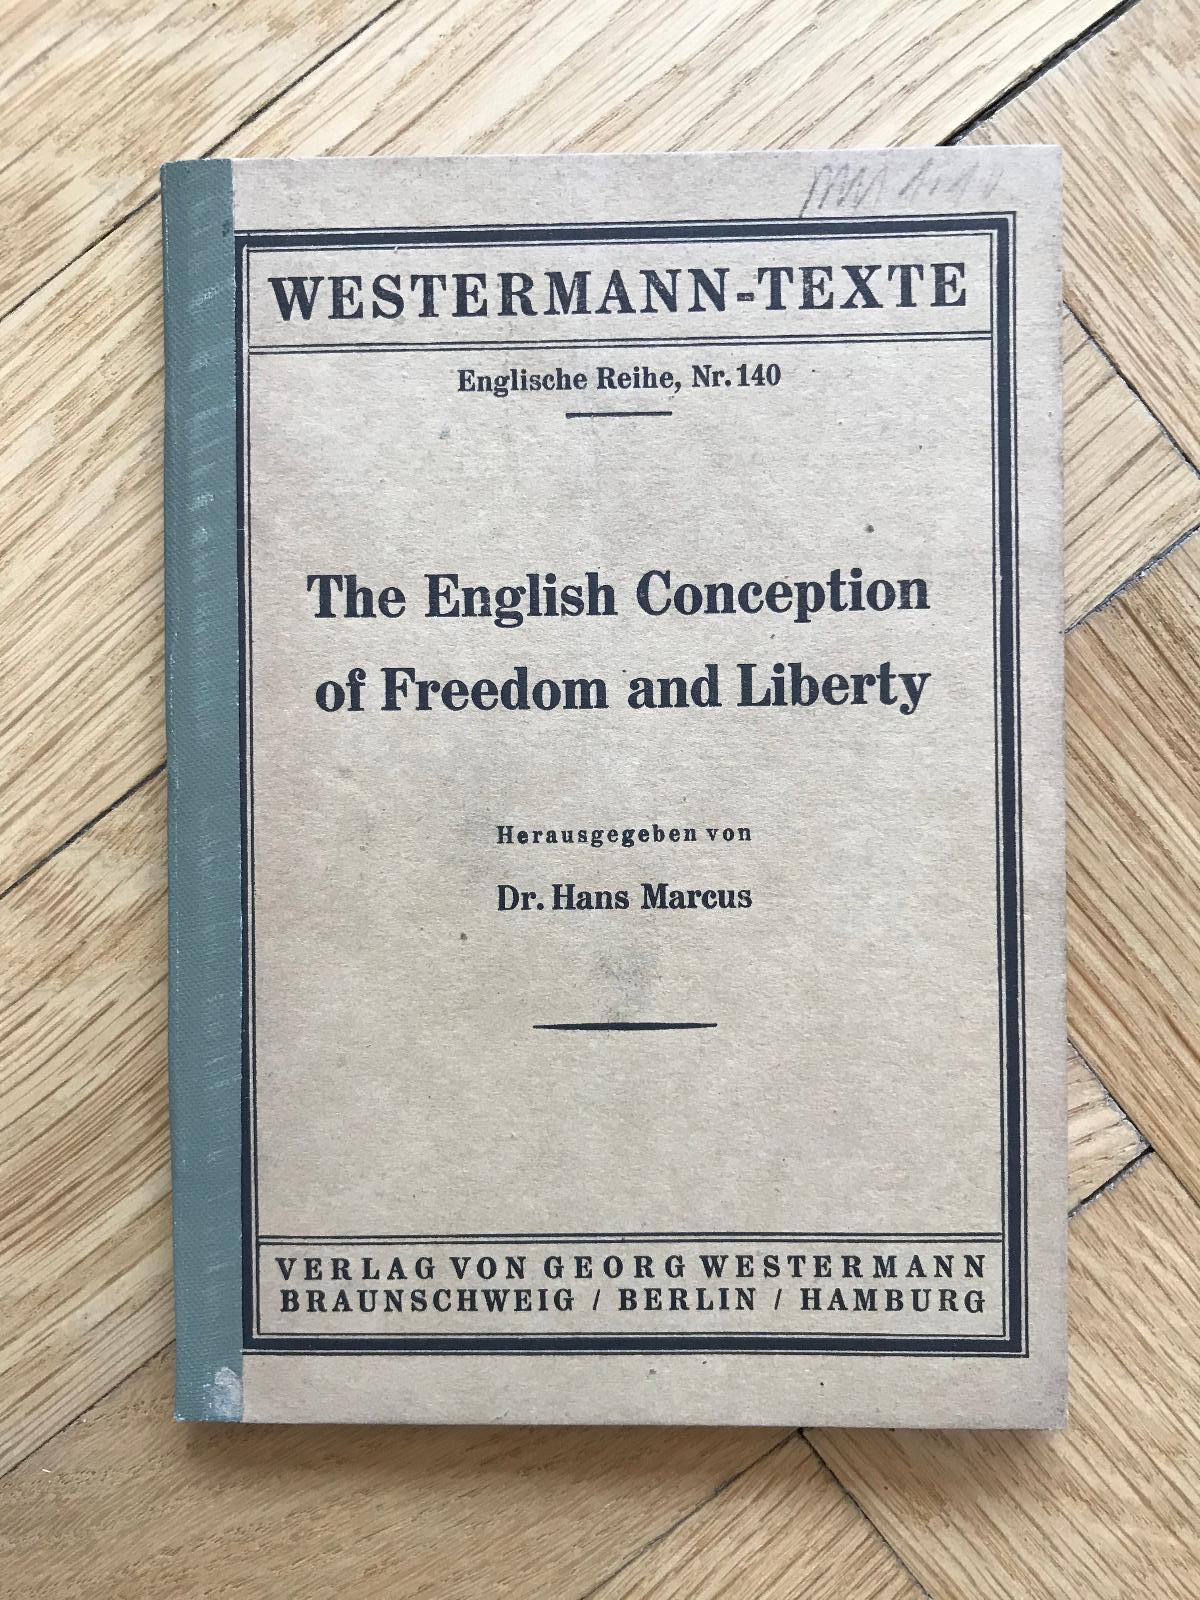 WESTERMANN-TEXTE
Englische Reihe, Nr. 140
The English Conception
of Freedom and Liberty
Herausgegeben von
Dr. Hans Marcus
VERLAG VON GEORG WESTERMANN
BRAUNSCHWEIG / BERLIN / HAMBURG